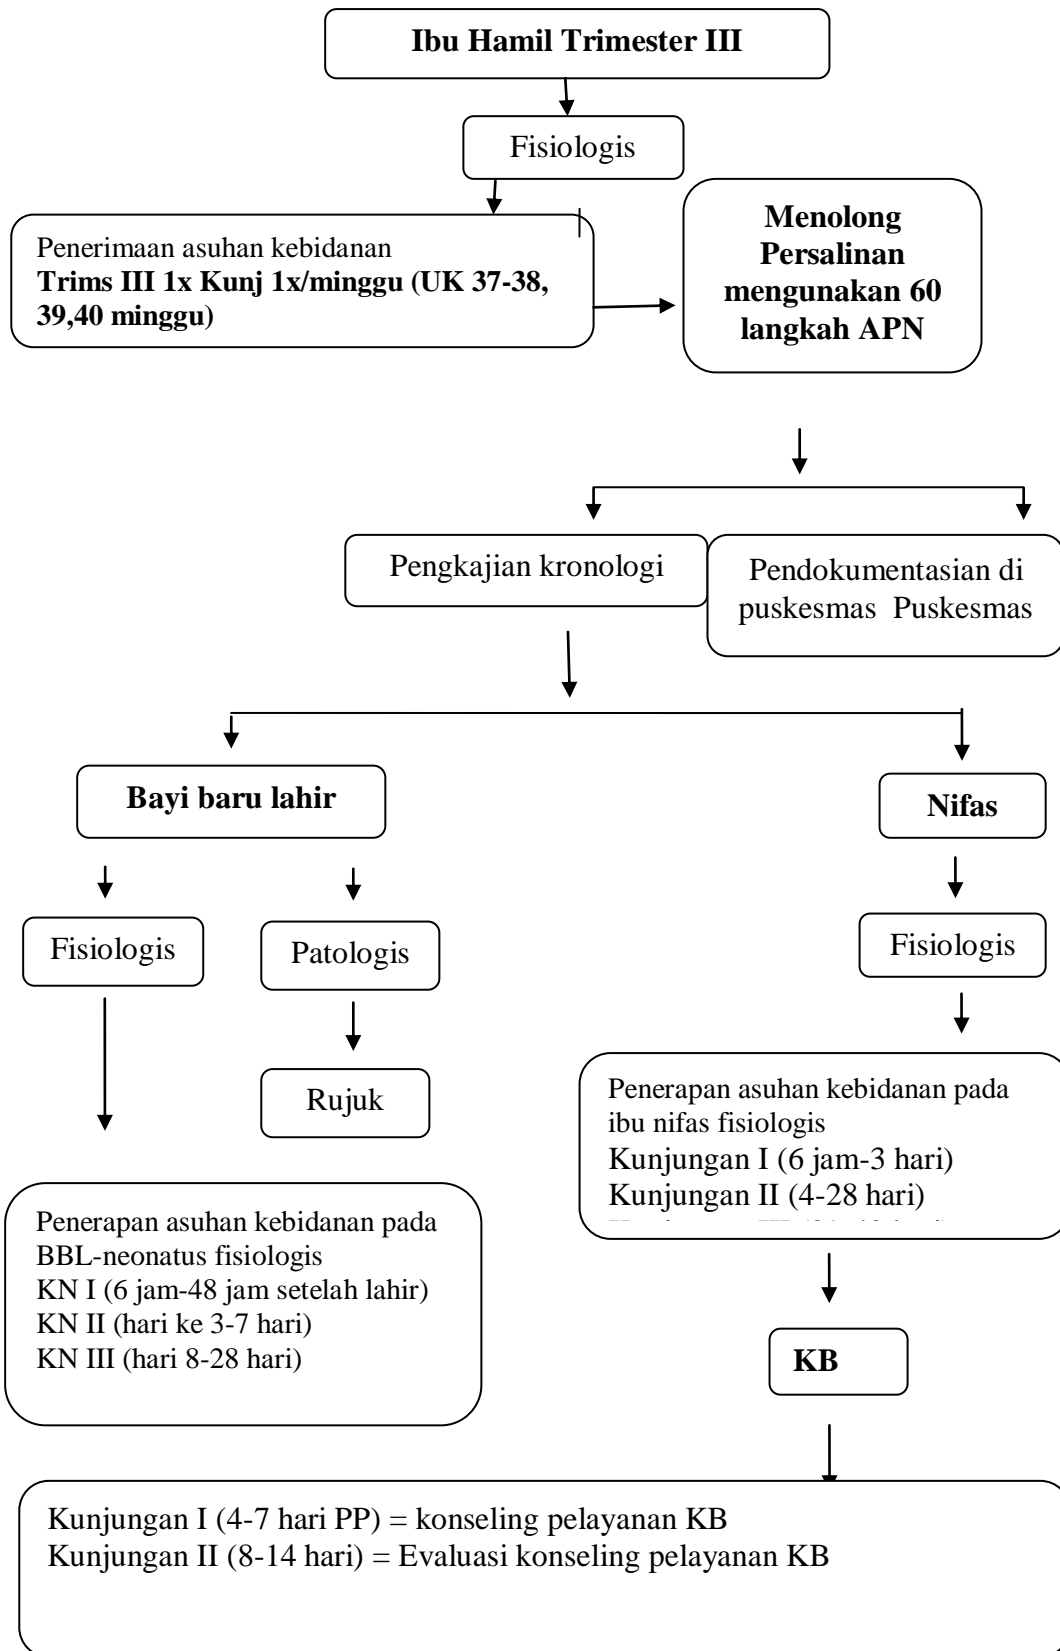 Ibu Hamil Trimester III
Fisiologis
Penerimaan asuhan kebidanan
Trims III 1x Kunj 1x/minggu (UK 37-38,
39,40 minggu)
Menolong
Persalinan
mengunakan 60
langkah APN
Pengkajian kronologi
Pendokumentasian di
puskesmas Puskesmas
Bayi baru lahir
Nifas
Fisiologis
Patologis
Fisiologis
Rujuk
Penerapan asuhan kebidanan pada
ibu nifas fisiologis
Kunjungan I (6 jam-3 hari)
Kunjungan II (4-28 hari)
Penerapan asuhan kebidanan pada
BBL-neonatus fisiologis
KN I (6 jam-48 jam setelah lahir)
KN II (hari ke 3-7 hari)
KN III (hari 8-28 hari)
KB
Kunjungan I (4-7 hari PP) = konseling pelayanan KB
Kunjungan II (8-14 hari) = Evaluasi konseling pelayanan KB